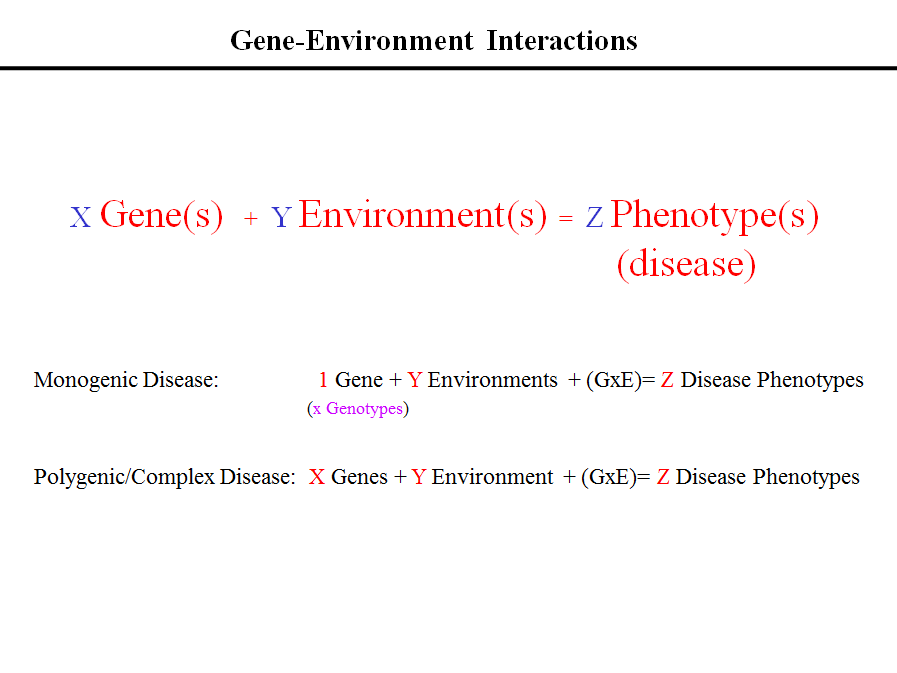 Gene-Environment Interactions
X Gene(s) + Y Environment(s) = Z Phenotype(s)
(disease)
Monogenic Disease: 1 Gene + Y Environments + (GxE)= Z Disease Phenotypes
(x Genotypes)
Polygenic/Complex Disease: X Genes + Y Environment + (GxE)= Z Disease Phenotypes